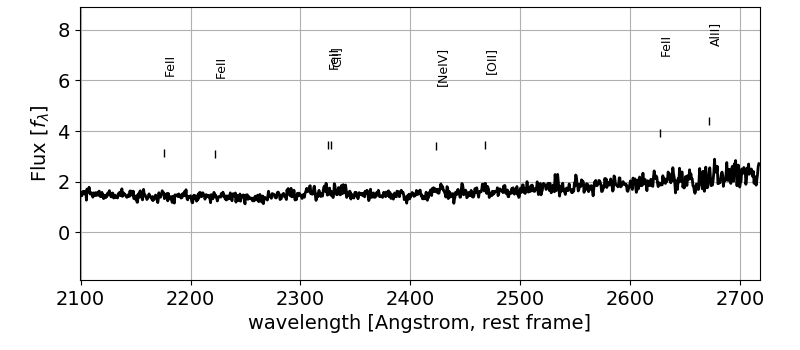 AlII]
FeII
FeII
FeII
FeII
CII]
[NeIV]
[OII]
8
6
4
2
0
Flux [fλ]
2100
2200
2300
2400
2500
2600
2700
wavelength [Angstrom, rest frame]